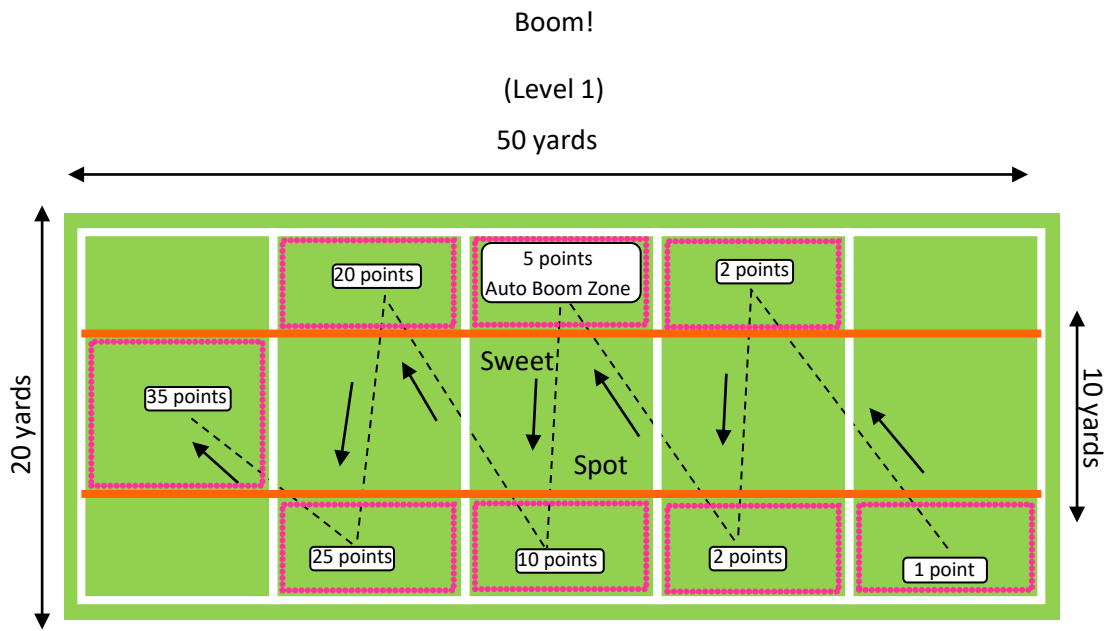 Boom!
(Level 1)
50 yards
20 points
5 points
Auto Boom Zone
2 points
Sweet
35 points
20 yards
10 yards
Spot
25 points
10 points
2 points
1 point